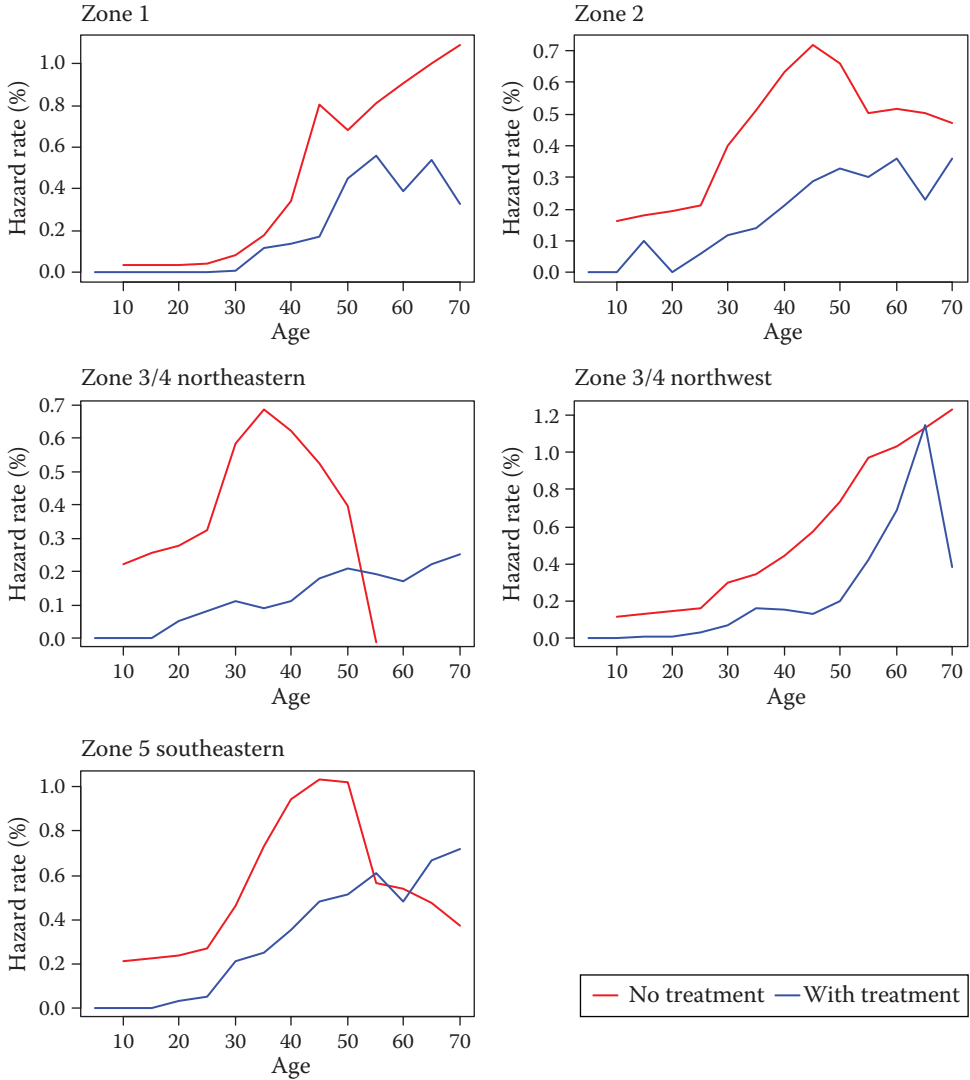 Zone 1
Hazard rate (%)
1.0
0.8
0.6
0.4
0.2
0.0
10 20 30 40 50 60 70
Age
Zone 2
Hazard rate (%)
0.7
0.6
0.5
0.4
0.3
0.2
0.1
0.0
10 20 30 40 50 60 70
Age
Zone 3/4 northeastern
Hazard rate (%)
0.7
0.6
0.5
0.4
0.3
0.2
0.1
0.0
10 20 30 40 50 60 70
Age
Zone 3/4 northwest
Hazard rate (%)
1.2
1.0
0.8
0.6
0.4
0.2
0.0
10 20 30 40 50 60 70
Age
Zone 5 southeastern
Hazard rate (%)
1.0
0.8
0.6
0.4
0.2
0.0
10 20 30 40 50 60 70
Age
No treatment With treatment